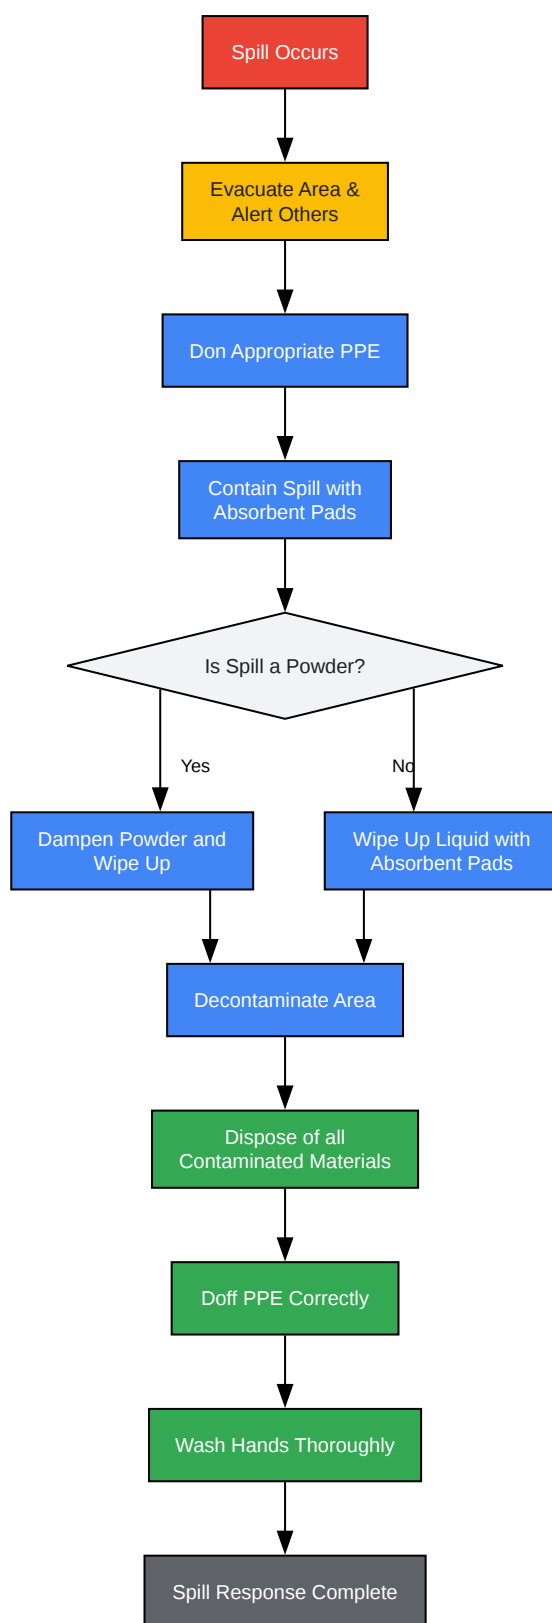 Spill Occurs
Evacuate Area &
Alert Others
Don Appropriate PPE
Contain Spill with
Absorbent Pads
Is Spill a Powder?
Yes
No
Dampen Powder and
Wipe Up
Wipe Up Liquid with
Absorbent Pads
Decontaminate Area
Dispose of all
Contaminated Materials
Doff PPE Correctly
Wash Hands Thoroughly
Spill Response Complete